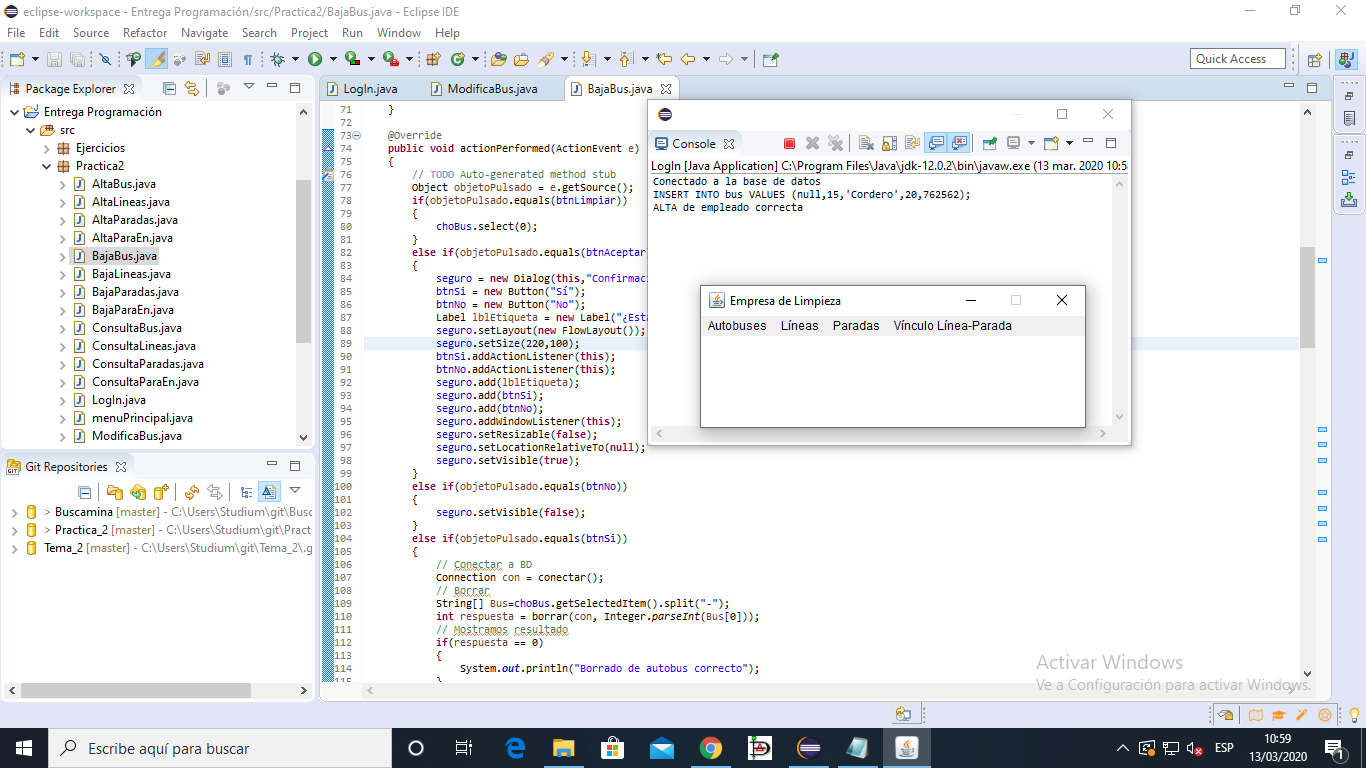 eclipse-workspace - Entrega Programación/src/Practica2/BajaBus.java - Eclipse IDE
File Edit Source Refactor Navigate Search Project Run Window Help
Quick Access
Package Explorer
Entrega Programación
src
Ejercicios
Practica2
AltaBus.java
AltaLineas.java
AltaParadas.java
AltaParaEn.java
BajaBus.java
BajaLineas.java
BajaParadas.java
BajaParaEn.java
ConsultaBus.java
ConsultaLineas.java
ConsultaParadas.java
ConsultaParaEn.java
LogIn.java
menuPrincipal.java
ModificaBus.java
Git Repositories
> Buscamina [master] - C:\Users\Studium\git\Busc
> Practica_2 [master] - C:\Users\Studium\git\Pract
Tema_2 [master] - C:\Users\Studium\git\Tema_2\.g
LogIn.java ModificaBus.java BajaBus.java
71 }
72
73 @Override
74 public void actionPerformed(ActionEvent e)
75 {
76 // TODO Auto-generated method stub
77 Object objetoPulsado = e.getSource();
78 if(objetoPulsado.equals(btnLimpiar))
79 {
80 choBus.select(0);
81 }
82 else if(objetoPulsado.equals(btnAceptar
83 {
84 seguro = new Dialog(this,"Confirmaci
85 btnSi = new Button("Sí");
86 btnNo = new Button("No");
87 Label lblEtiqueta = new Label("¿Está
88 seguro.setLayout(new FlowLayout());
89 seguro.setSize(220,100);
90 btnSi.addActionListener(this);
91 btnNo.addActionListener(this);
92 seguro.add(lblEtiqueta);
93 seguro.add(btnSi);
94 seguro.add(btnNo);
95 seguro.addWindowListener(this);
96 seguro.setResizable(false);
97 seguro.setLocationRelativeTo(null);
98 seguro.setVisible(true);
99 }
100 else if(objetoPulsado.equals(btnNo))
101 {
102 seguro.setVisible(false);
103 }
104 else if(objetoPulsado.equals(btnSi))
105 {
106 // Conectar a BD
107 Connection con = conectar();
108 // Borrar
109 String[] Bus=choBus.getSelectedItem().split("-");
110 int respuesta = borrar(con, Integer.parseInt(Bus[0]));
111 // Mostramos resultado
112 if(respuesta == 0)
113 {
114 System.out.println("Borrado de autobus correcto");
115 }
Console
LogIn [Java Application] C:\Program Files\Java\jdk-12.0.2\bin\javaw.exe (13 mar. 2020 10:5
Conectado a la base de datos
INSERT INTO bus VALUES (null,15,'Cordero',20,762562);
ALTA de empleado correcta
Empresa de Limpieza
Autobuses Líneas Paradas Vínculo Línea-Parada
Activar Windows
Ve a Configuración para activar Windows.
Escribe aquí para buscar
ESP
10:59
13/03/2020
1